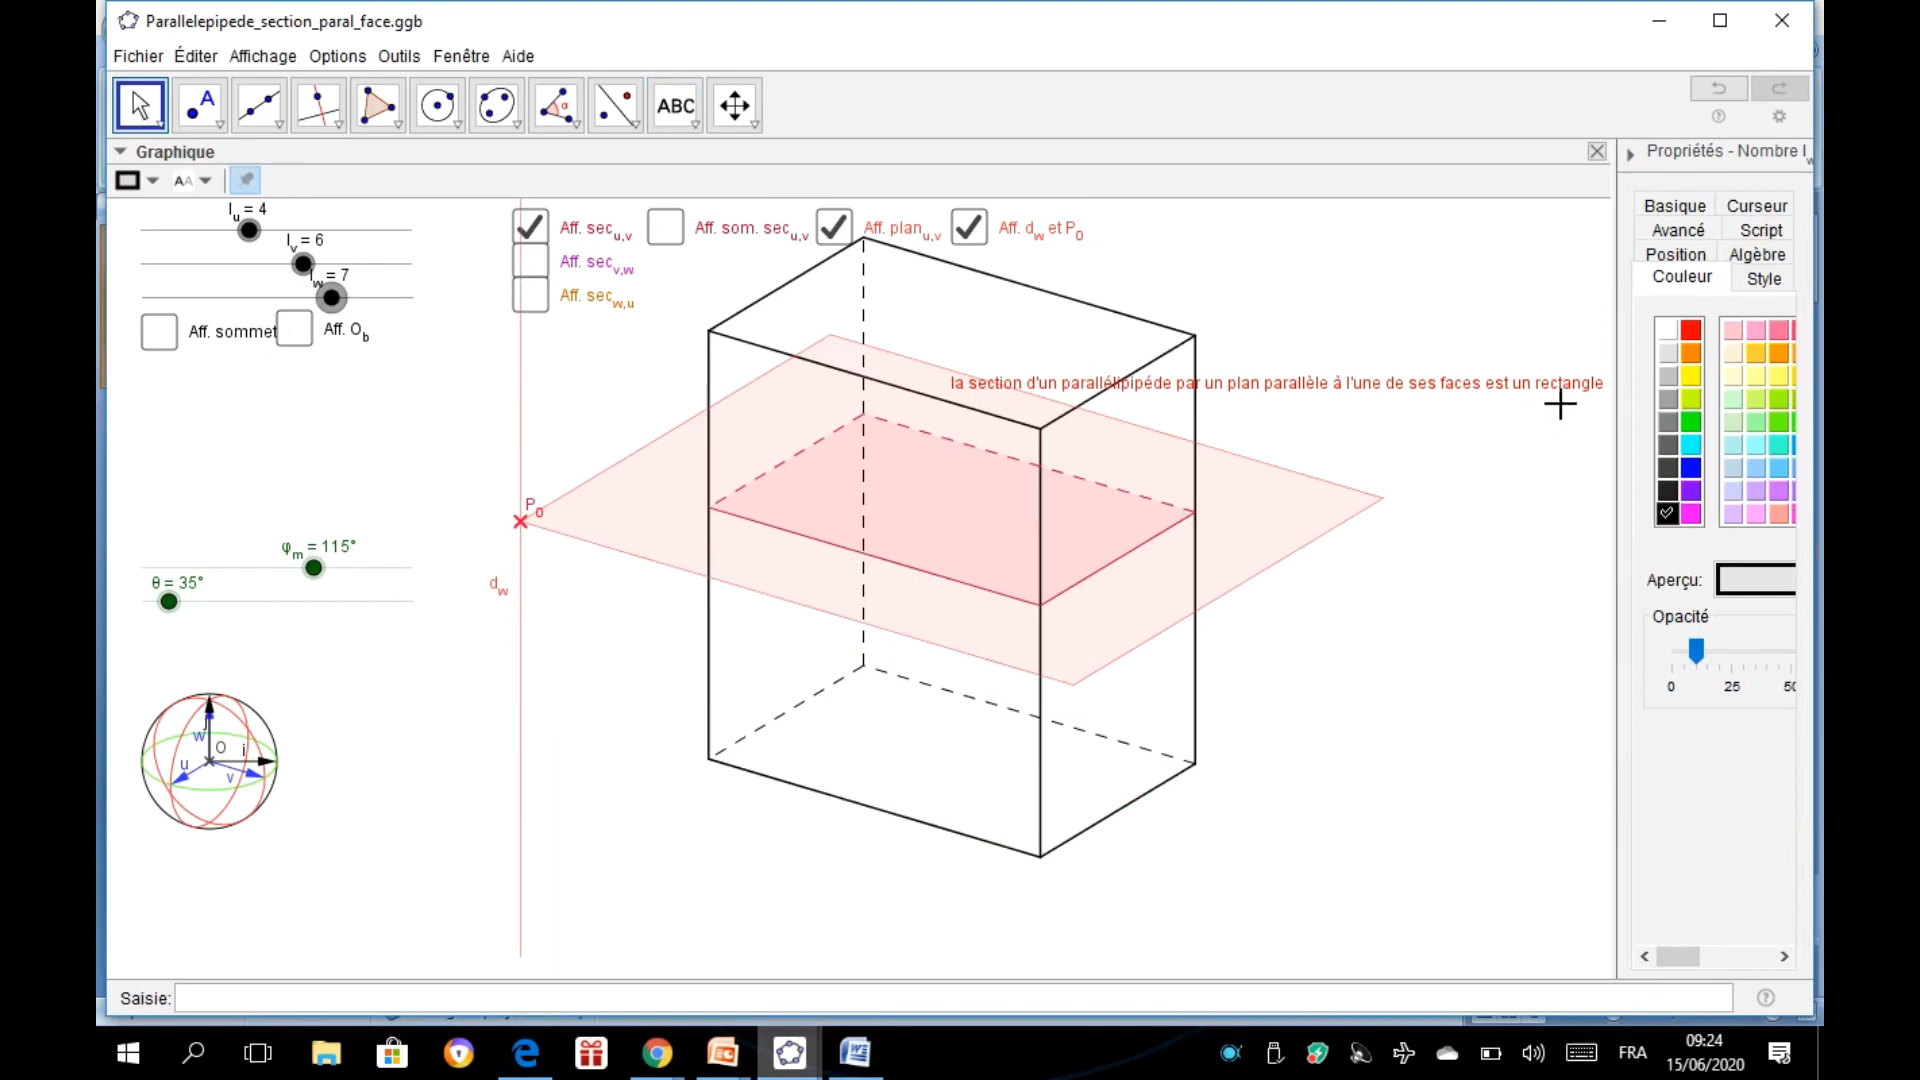 Parallelepipede_section_paral_face.ggb
Fichier Éditer Affichage Options Outils Fenêtre Aide
A
α
ABC
Graphique
Propriétés - Nombre l_w
AA
Basique Curseur
Avancé Script
Position Algèbre
Couleur Style
l_u = 4
l_v = 6
l_w = 7
Aff. sec_u,v Aff. som. sec_u,v Aff. plan_u,v Aff. d_w et P_0
Aff. sec_v,w
Aff. sec_w,u
Aff. sommet Aff. O_b
la section d'un parallélipipéde par un plan parallèle à l'une de ses faces est un rectangle
P_0
φ_m = 115°
θ = 35°
d_w
Aperçu:
Opacité
0 25 50
w
O i
u
v
Saisie:
FRA
09:24
15/06/2020